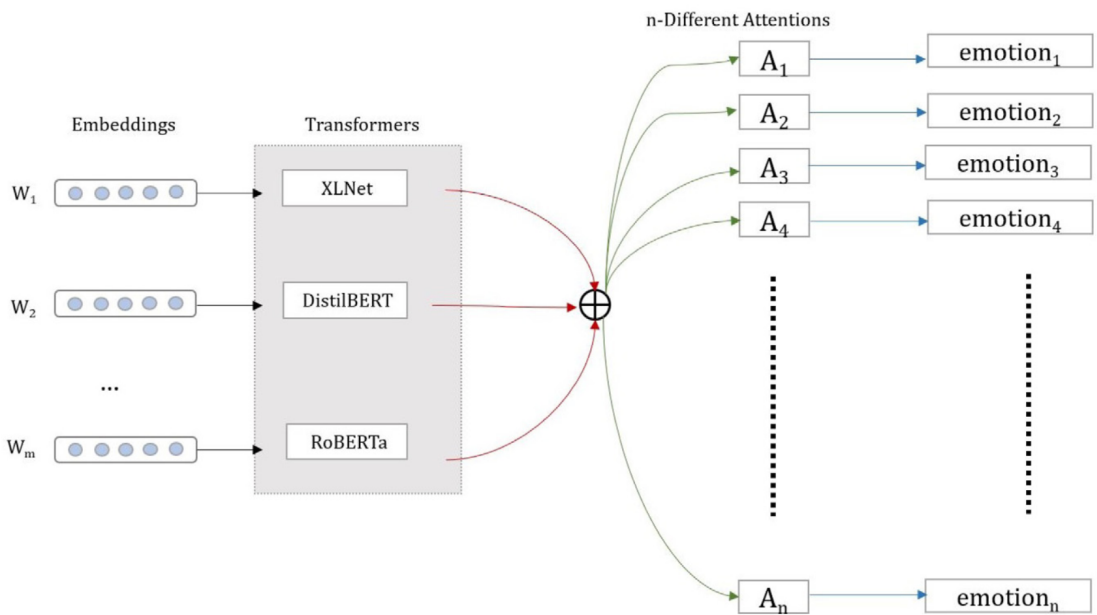 n-Different Attentions
Embeddings
Transformers
W₁
XLNet
W₂
DistilBERT
...
Wₘ
RoBERTa
A₁
emotion₁
A₂
emotion₂
A₃
emotion₃
A₄
emotion₄
Aₙ
emotionₙ